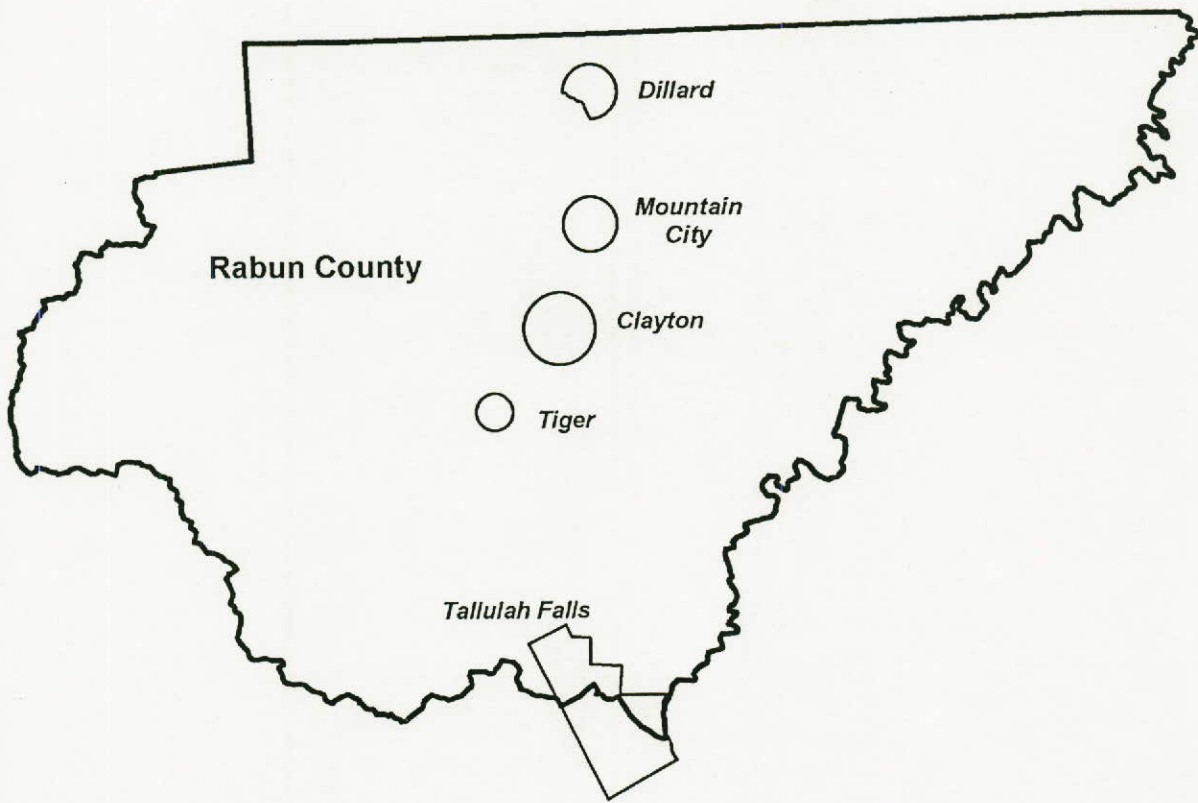 Dillard
Mountain
City
Rabun County
Clayton
Tiger
Tallulah Falls